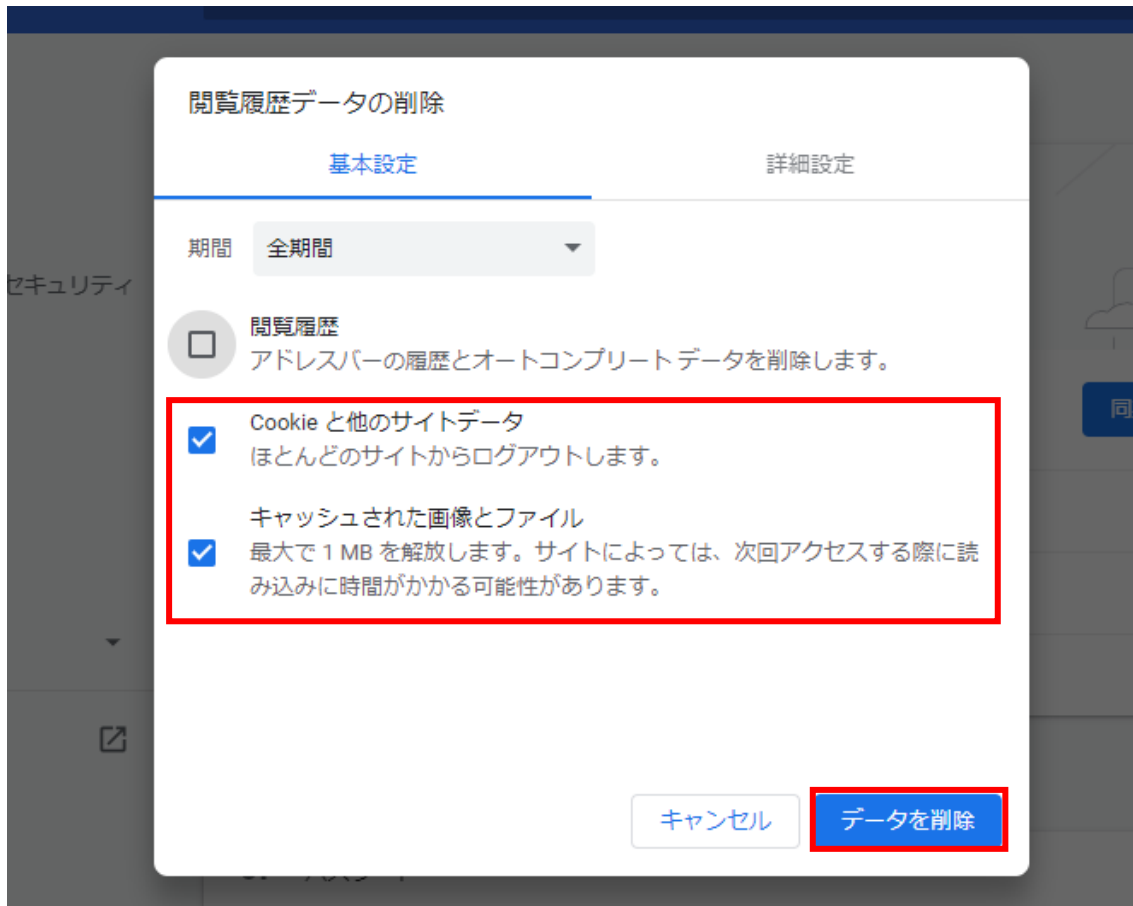 閲覧履歴データの削除
基本設定
詳細設定
期間
全期間
セキュリティ
閲覧履歴
アドレスバーの履歴とオートコンプリート データを削除します。
同
Cookie と他のサイトデータ
ほとんどのサイトからログアウトします。
キャッシュされた画像とファイル
最大で 1 MB を解放します。サイトによっては、次回アクセスする際に読
み込みに時間がかかる可能性があります。
キャンセル
データを削除